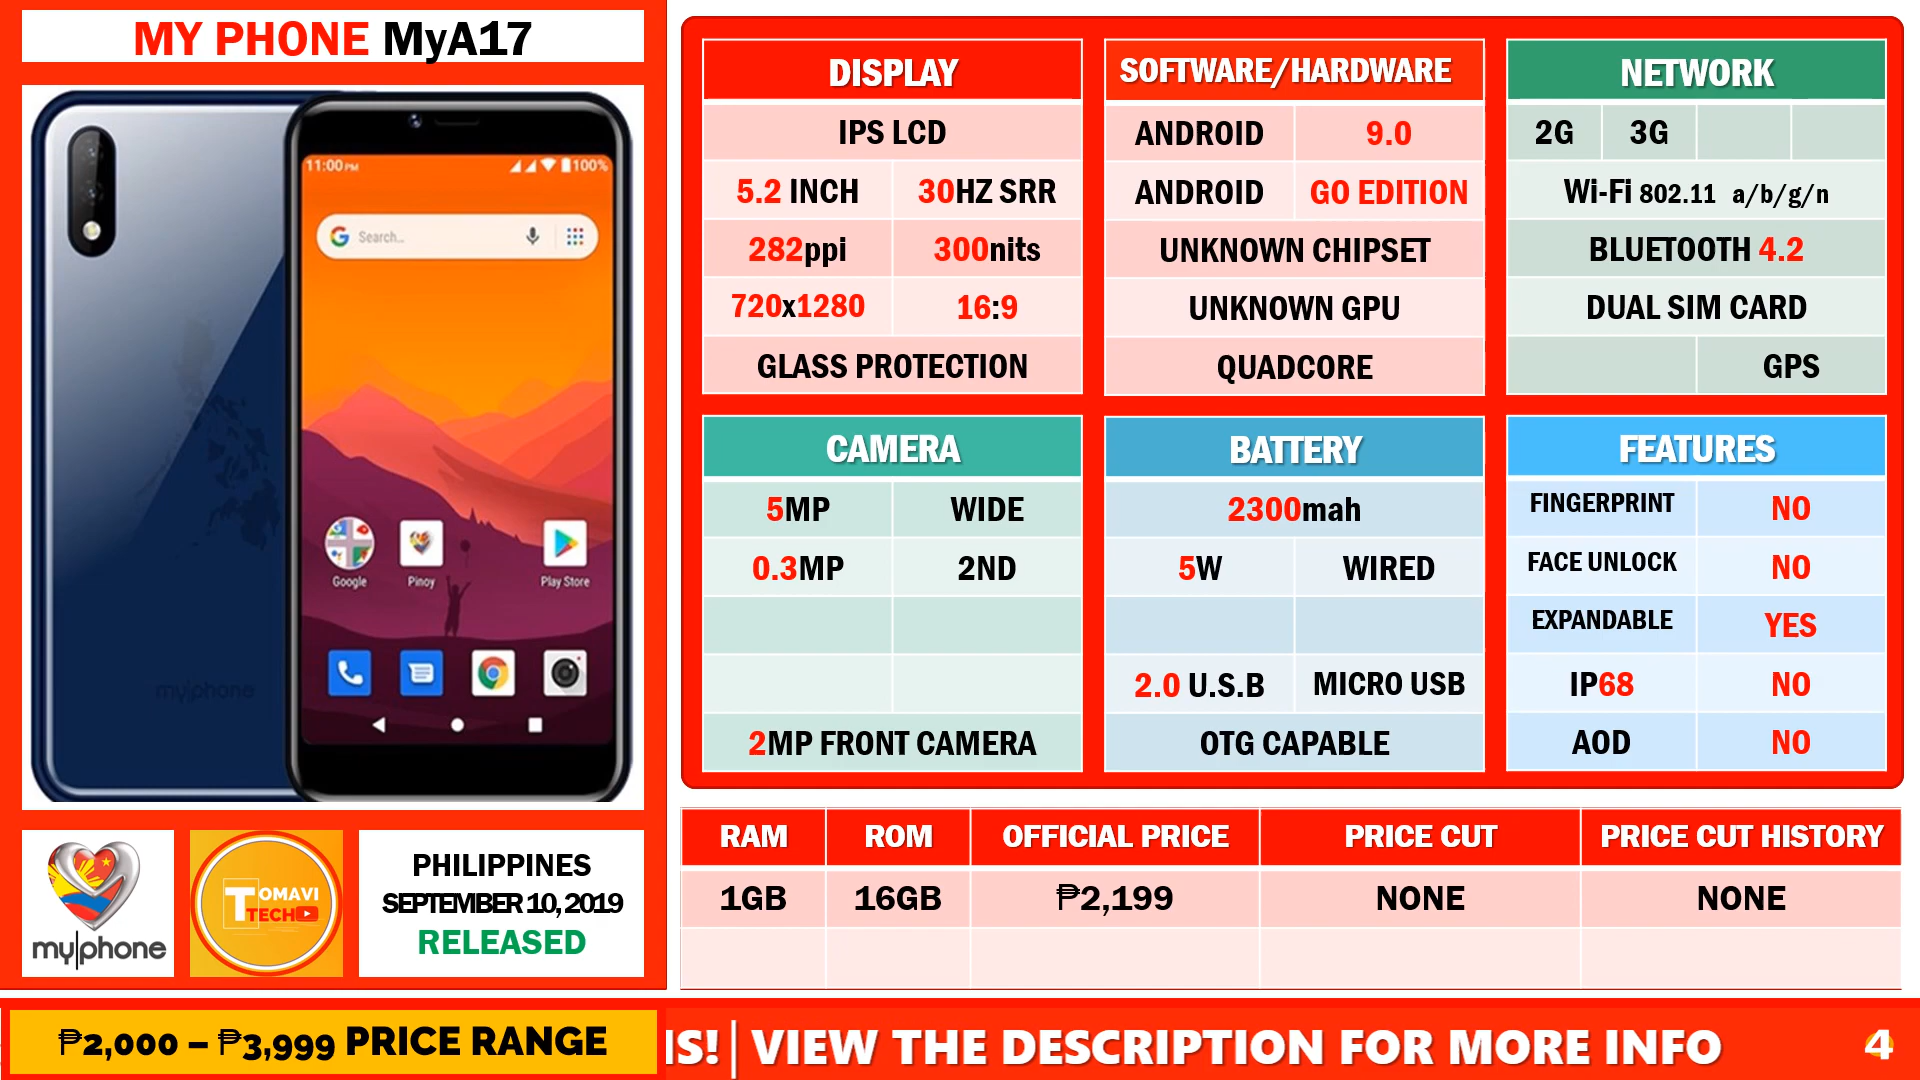 MY PHONE MyA17
11:00 PM
100%
Search..
Google
Pinoy
Play Store
my|phone
my|phone
TOMAVI
TECH
PHILIPPINES
SEPTEMBER 10, 2019
RELEASED
DISPLAY
IPS LCD
5.2 INCH 30HZ SRR
282ppi 300nits
720x1280 16:9
GLASS PROTECTION
SOFTWARE/HARDWARE
ANDROID 9.0
ANDROID GO EDITION
UNKNOWN CHIPSET
UNKNOWN GPU
QUADCORE
NETWORK
2G 3G
Wi-Fi 802.11 a/b/g/n
BLUETOOTH 4.2
DUAL SIM CARD
GPS
CAMERA
5MP WIDE
0.3MP 2ND
2MP FRONT CAMERA
BATTERY
2300mah
5W WIRED
2.0 U.S.B MICRO USB
OTG CAPABLE
FEATURES
FINGERPRINT NO
FACE UNLOCK NO
EXPANDABLE YES
IP68 NO
AOD NO
RAM ROM OFFICIAL PRICE PRICE CUT PRICE CUT HISTORY
1GB 16GB ₱2,199 NONE NONE
₱2,000 – ₱3,999 PRICE RANGE
IS! | VIEW THE DESCRIPTION FOR MORE INFO
4